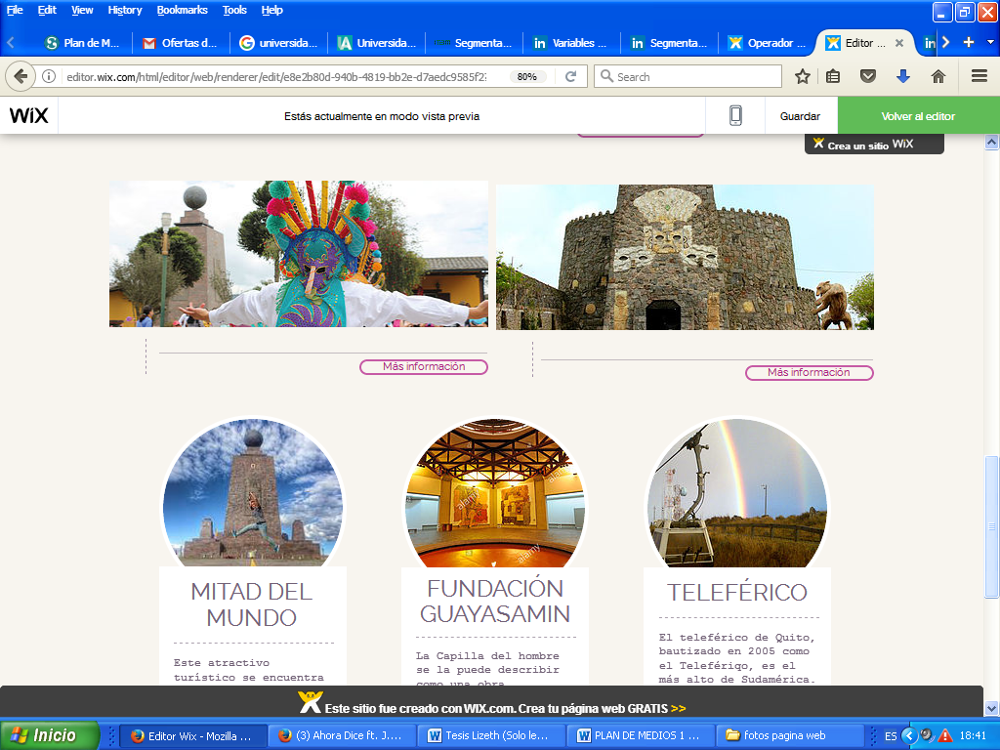 File Edit View History Bookmarks Tools Help
Plan de M... Ofertas d... universida... Universida... Segmenta... Variables ... Segmenta... Operador ... Editor ...
editor.wix.com/html/editor/web/renderer/edit/e8e2b80d-940b-4819-bb2e-d7aedc9585f2? 80% Search
WiX Estás actualmente en modo vista previa Guardar Volver al editor
Crea un sitio WiX
Más información
Más información
alamy
alamy
MITAD DEL
MUNDO
Este atractivo
turístico se encuentra
FUNDACIÓN
GUAYASAMIN
La Capilla del hombre
se la puede describir
como una obra
TELEFÉRICO
El teleférico de Quito,
bautizado en 2005 como
el Telefériqo, es el
más alto de Sudamérica.
Este sitio fue creado con WIX.com. Crea tu página web GRATIS >>
Inicio Editor Wix - Mozilla ... (3) Ahora Dice ft. J.... Tesis Lizeth (Solo le... PLAN DE MEDIOS 1 ... fotos pagina web ES 18:41